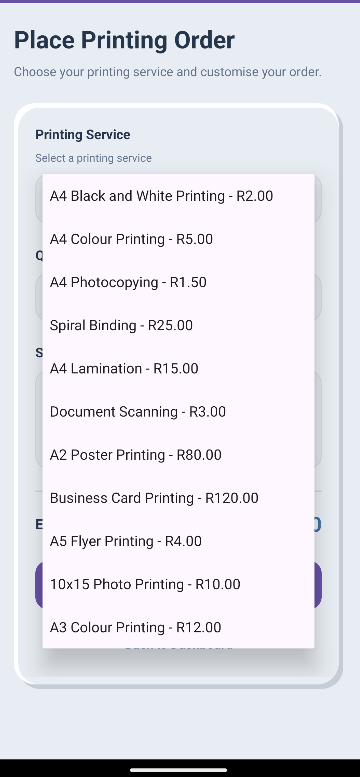 Place Printing Order
Choose your printing service and customise your order.
Printing Service
Select a printing service
A4 Black and White Printing - R2.00
A4 Colour Printing - R5.00
A4 Photocopying - R1.50
Spiral Binding - R25.00
A4 Lamination - R15.00
Document Scanning - R3.00
A2 Poster Printing - R80.00
Business Card Printing - R120.00
A5 Flyer Printing - R4.00
10x15 Photo Printing - R10.00
A3 Colour Printing - R12.00